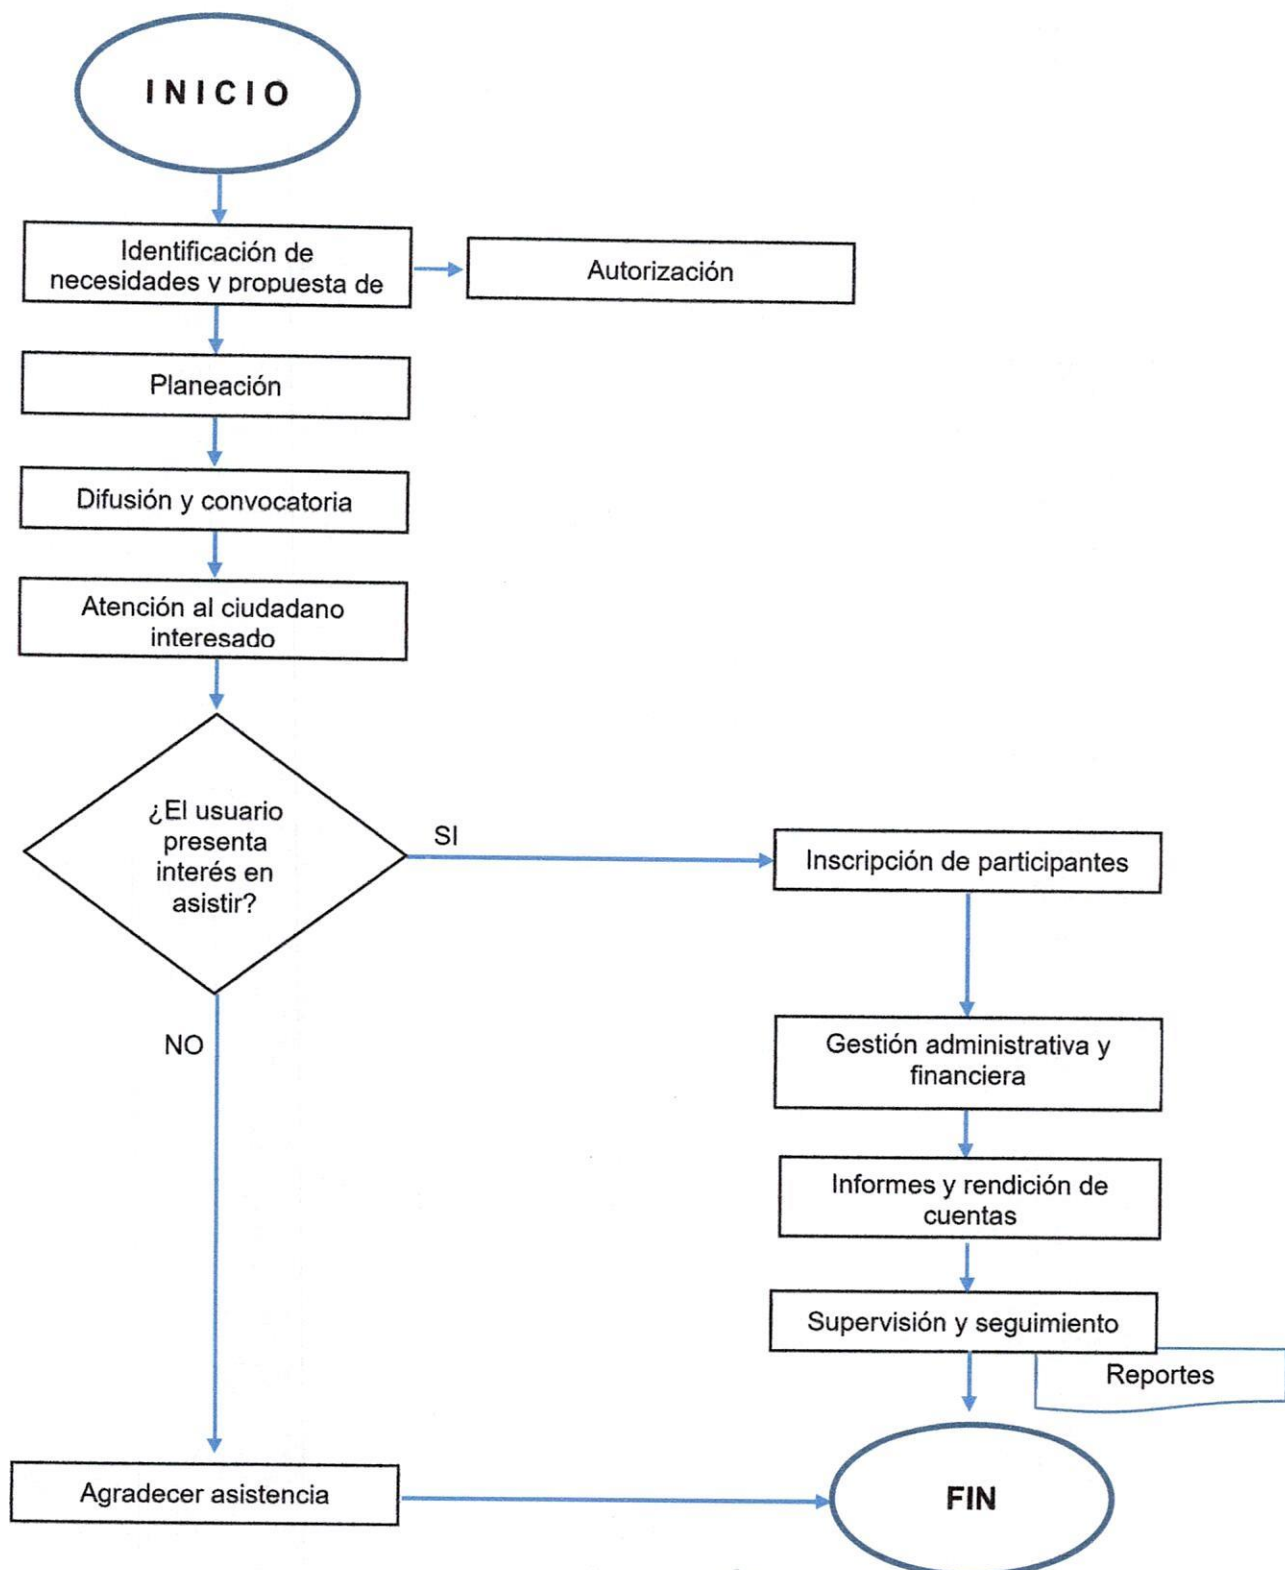 INICIO
Identificación de
necesidades y propuesta de
Autorización
Planeación
Difusión y convocatoria
Atención al ciudadano
interesado
¿El usuario
presenta
interés en
asistir?
SI
Inscripción de participantes
NO
Gestión administrativa y
financiera
Informes y rendición de
cuentas
Supervisión y seguimiento
Reportes
Agradecer asistencia
FIN